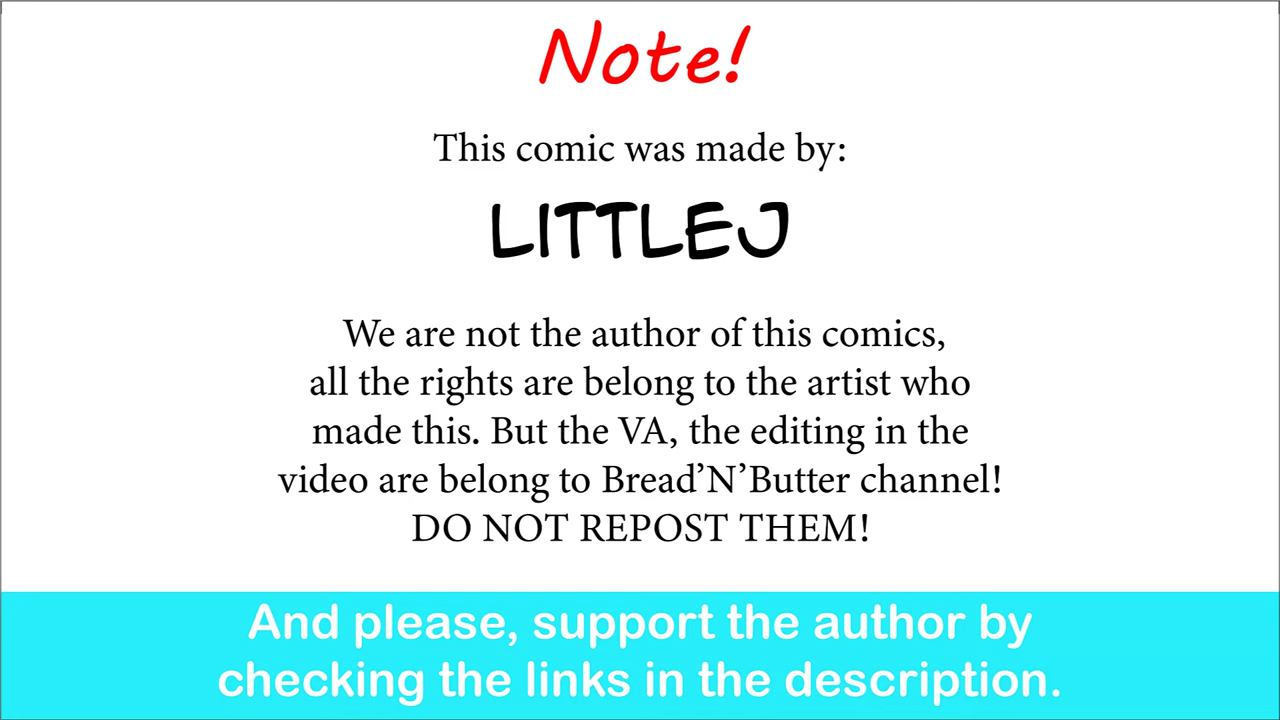 Note!
This comic was made by:
LITTLEJ
We are not the author of this comics,
all the rights are belong to the artist who
made this. But the VA, the editing in the
video are belong to Bread’N’Butter channel!
DO NOT REPOST THEM!
And please, support the author by
checking the links in the description.